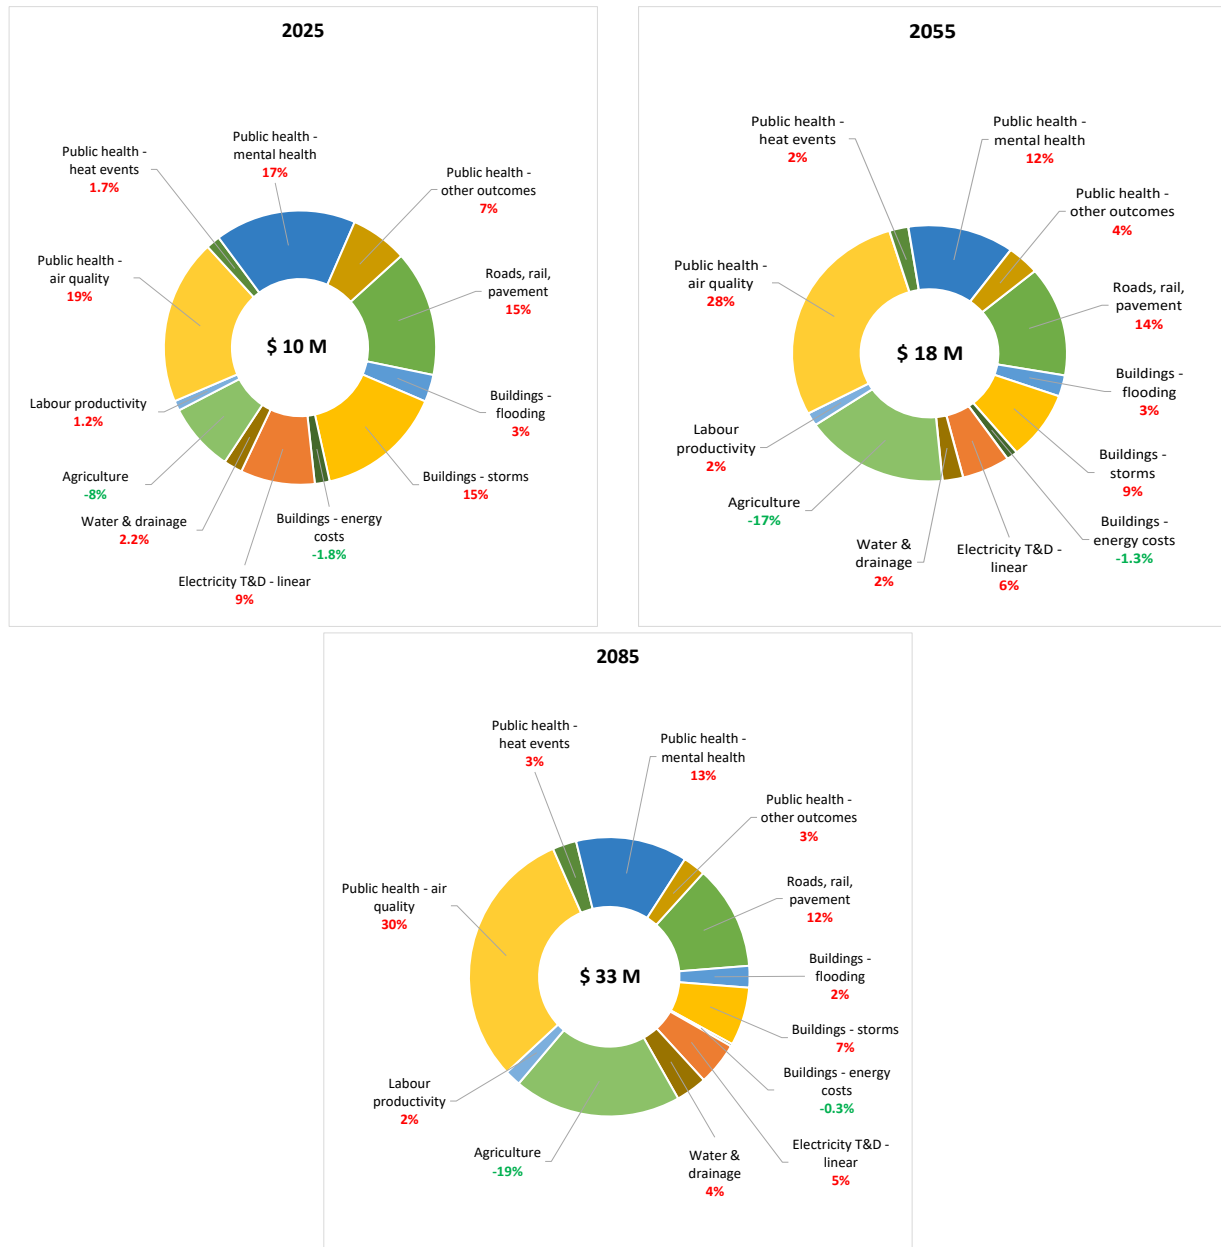 2025
Public health -
mental health
17%
Public health -
heat events
1.7%
Public health -
other outcomes
7%
Public health -
air quality
19%
Roads, rail,
pavement
15%
$ 10 M
Labour productivity
1.2%
Buildings -
flooding
3%
Agriculture
-8%
Buildings - storms
15%
Water & drainage
2.2%
Buildings - energy
costs
-1.8%
Electricity T&D - linear
9%
2055
Public health -
heat events
2%
Public health -
mental health
12%
Public health -
other outcomes
4%
Public health -
air quality
28%
Roads, rail,
pavement
14%
$ 18 M
Buildings -
flooding
3%
Labour
productivity
2%
Buildings -
storms
9%
Agriculture
-17%
Buildings -
energy costs
-1.3%
Water &
drainage
2%
Electricity T&D -
linear
6%
2085
Public health -
heat events
3%
Public health -
mental health
13%
Public health -
other outcomes
3%
Public health - air
quality
30%
Roads, rail,
pavement
12%
$ 33 M
Buildings -
flooding
2%
Buildings - storms
7%
Labour
productivity
2%
Buildings - energy
costs
-0.3%
Agriculture
-19%
Water &
drainage
4%
Electricity T&D -
linear
5%